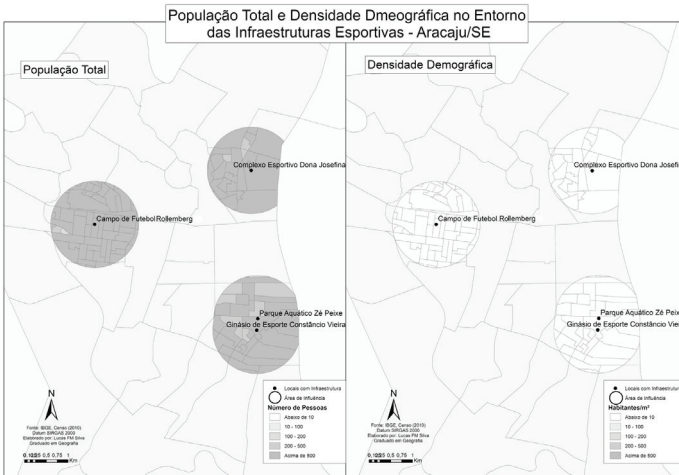 População Total e Densidade Dmeográfica no Entorno
das Infraestruturas Esportivas - Aracaju/SE
População Total
Complexo Esportivo Dona Josefina
Campo de Futebol Rollemberg
Parque Aquático Zé Peixe
Ginásio de Esporte Constâncio Vieira
N
Fonte: IBGE, Censo (2010)
Datum SIRGAS 2000
Elaborado por: Lucas FM Silva
Graduado em Geografia
Km
Locais com Infraestrutura
Área de Influência
Número de Pessoas
Abaixo de 10
10 - 100
100 - 200
200 - 500
Acima de 500
Densidade Demográfica
Complexo Esportivo Dona Josefina
Campo de Futebol Rollemberg
Parque Aquático Zé Peixe
Ginásio de Esporte Constâncio Viei
N
Fonte: IBGE, Censo (2010)
Datum SIRGAS 2000
Elaborado por: Lucas FM Silva
Graduado em Geografia
Km
Locais com Infraestrutura
Área de Influência
Habitantes/m²
Abaixo de 10
10 - 100
100 - 200
200 - 500
Acima de 500